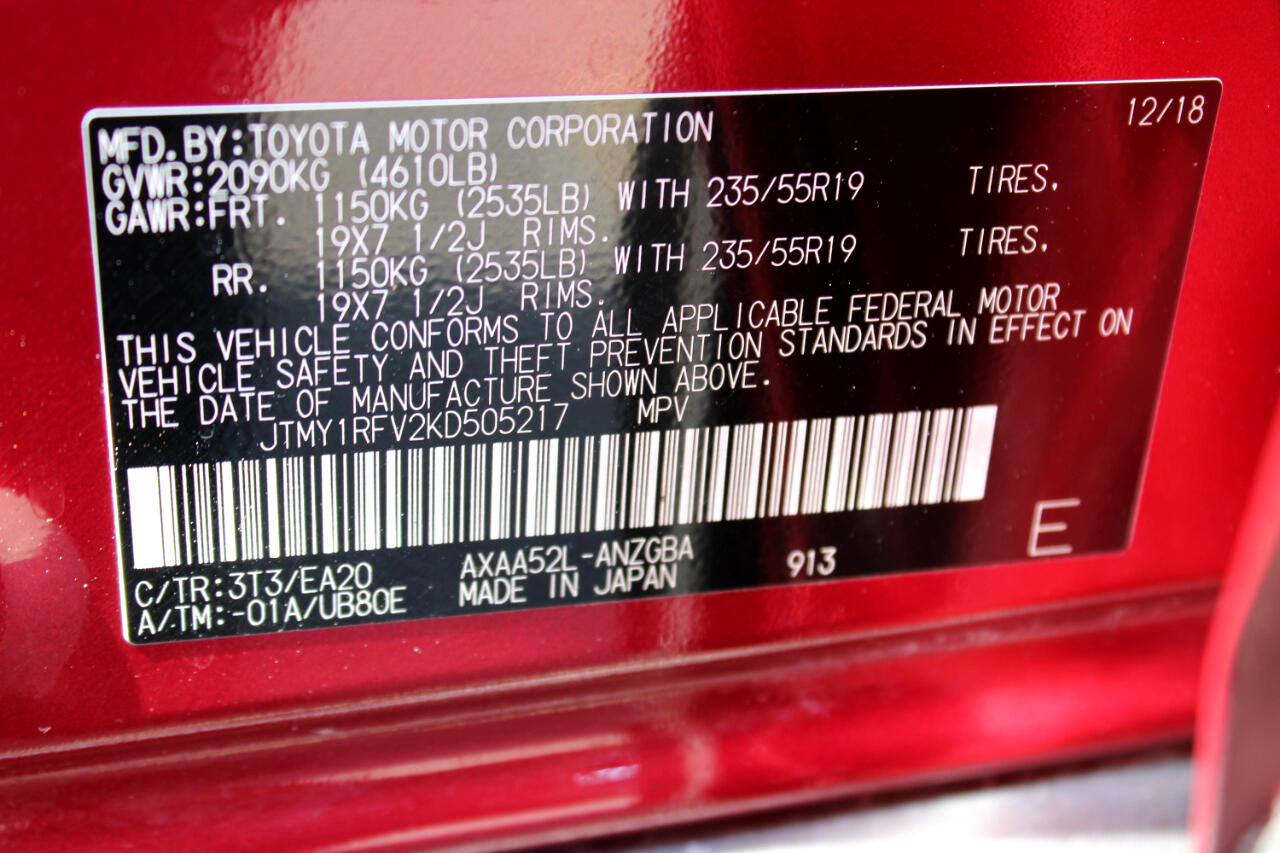 12/18
MFD.BY:TOYOTA MOTOR CORPORATION
GVWR:2090KG (4610LB)
GAWR:FRT. 1150KG (2535LB) WITH 235/55R19 TIRES.
19X7 1/2J RIMS.
RR. 1150KG (2535LB) WITH 235/55R19 TIRES.
19X7 1/2J RIMS.
THIS VEHICLE CONFORMS TO ALL APPLICABLE FEDERAL MOTOR
VEHICLE SAFETY AND THEFT PREVENTION STANDARDS IN EFFECT ON
THE DATE OF MANUFACTURE SHOWN ABOVE.
JTMY1RFV2KD505217 MPV
C/TR:3T3/EA20 AXAA52L-ANZGBA 913 E
A/TM:-01A/UB80E MADE IN JAPAN